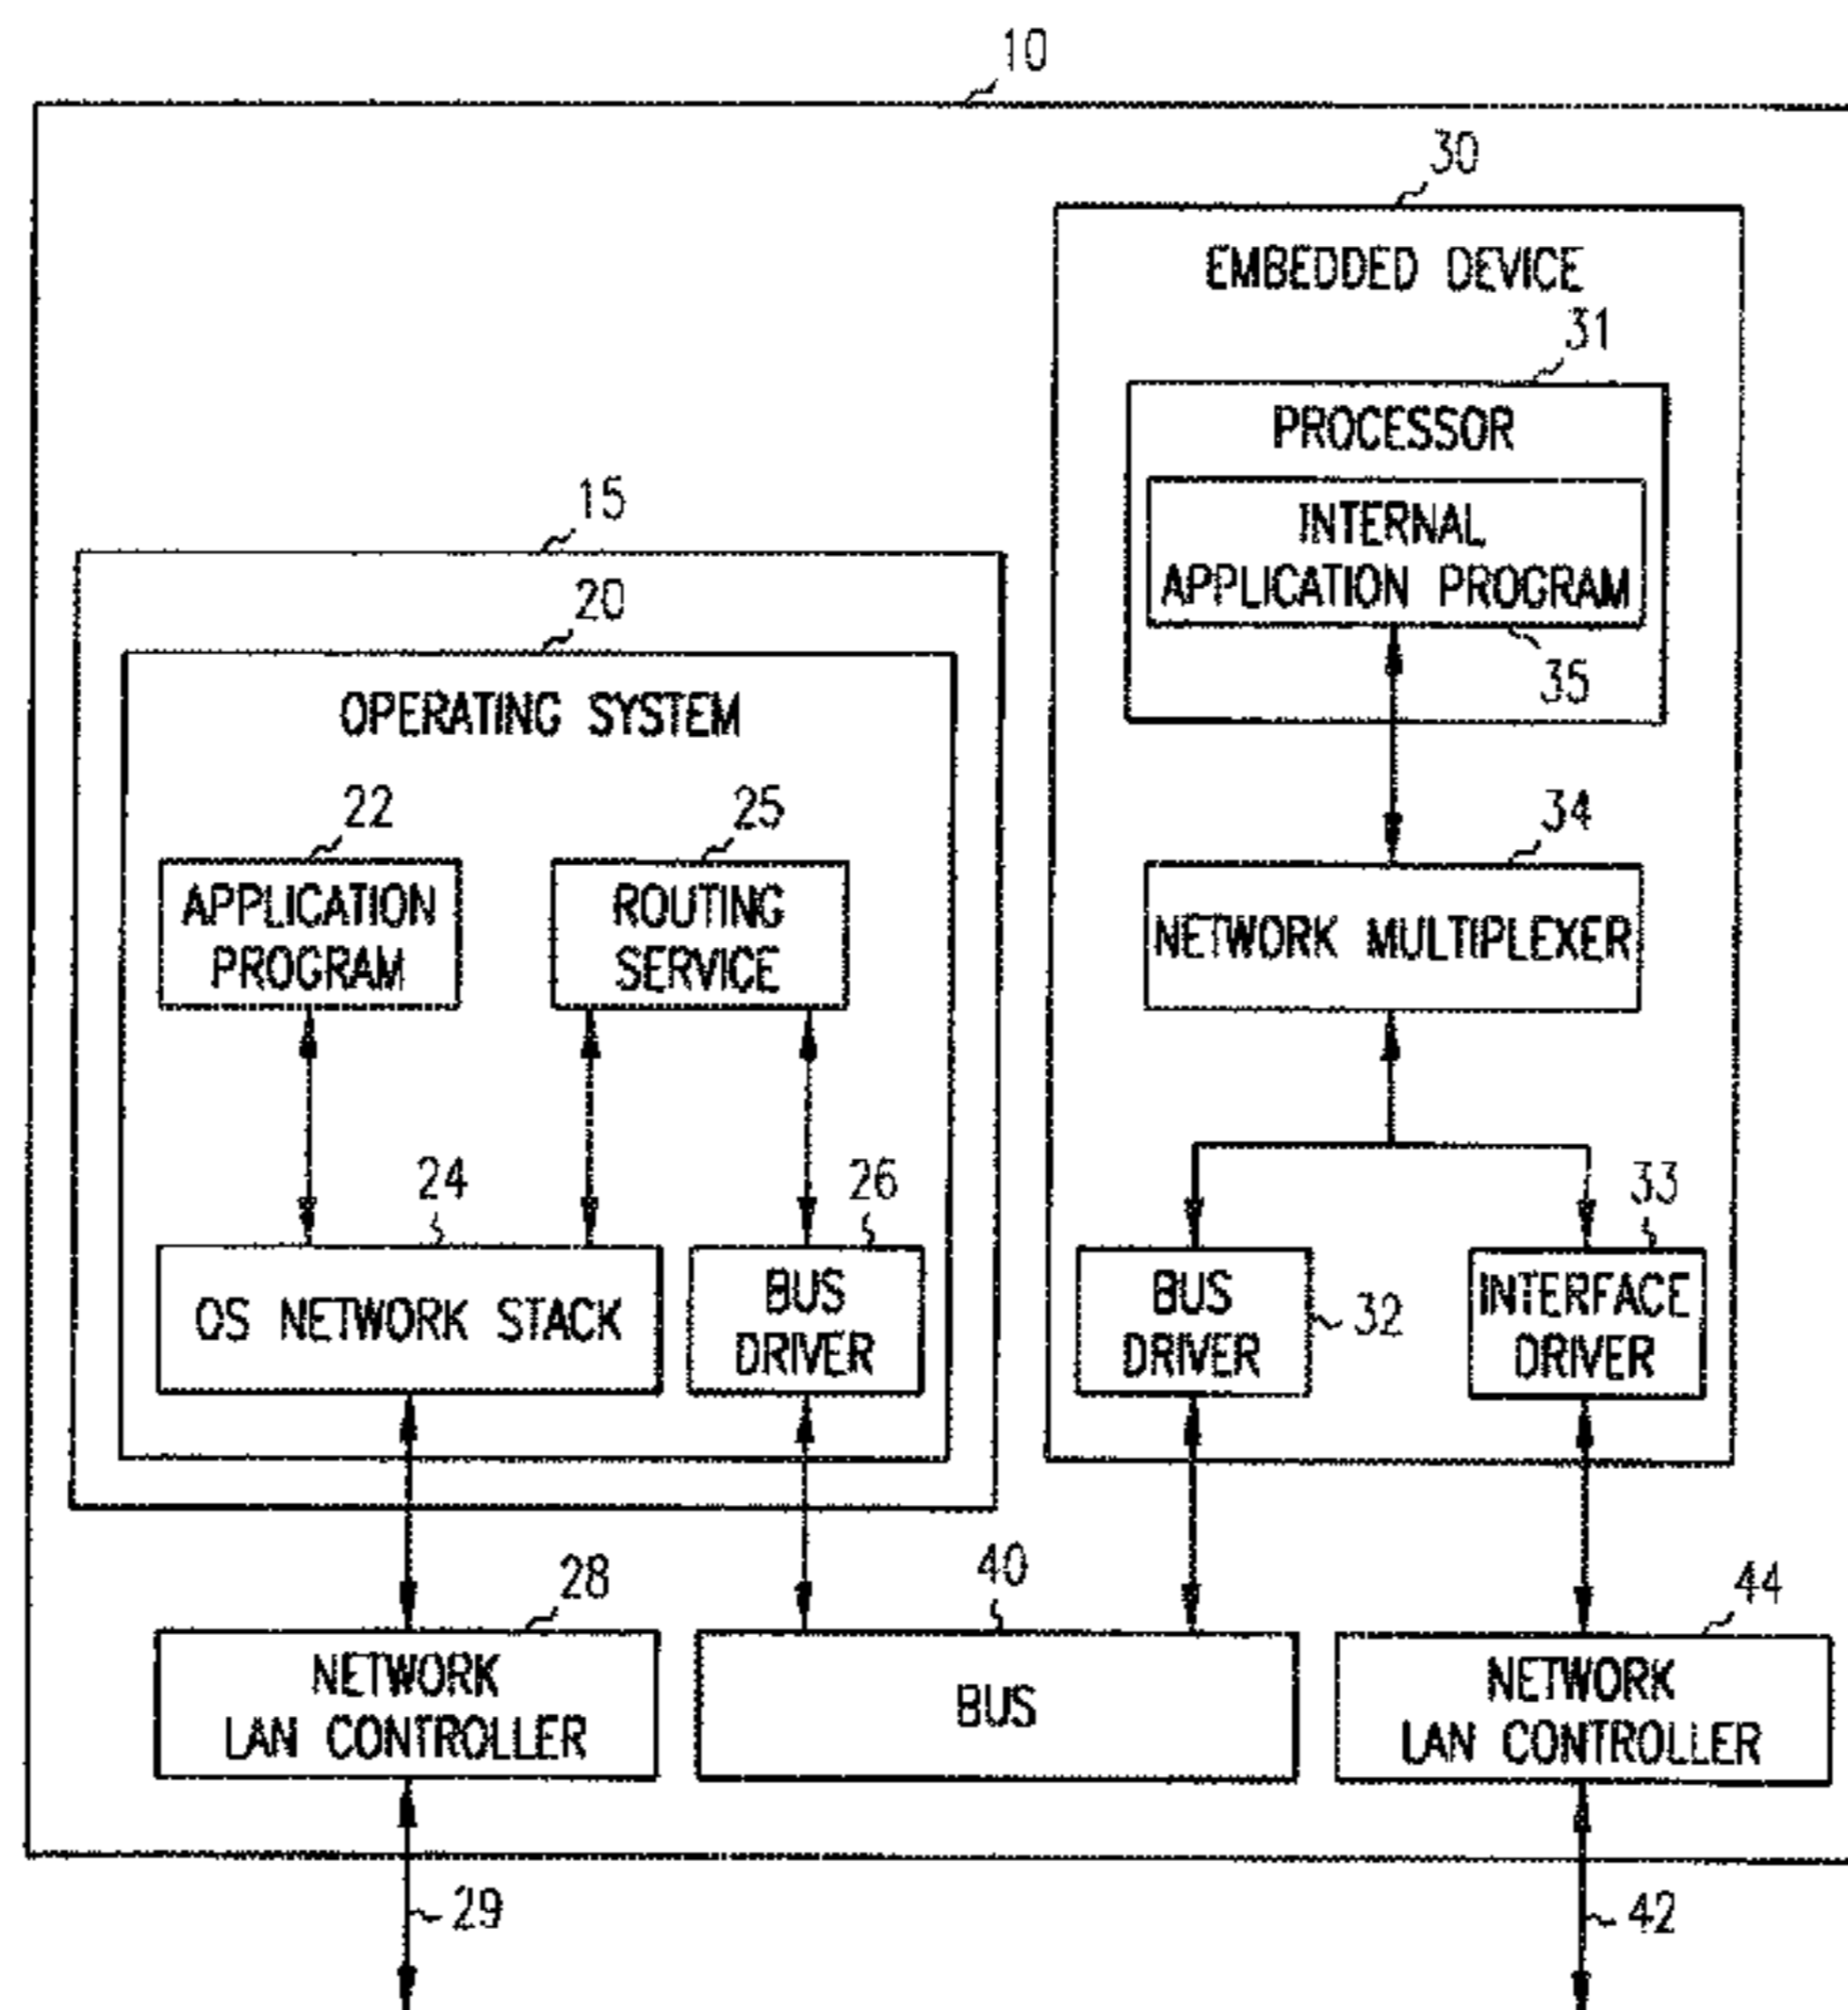 10
30
EMBEDDED DEVICE
31
PROCESSOR
INTERNAL
APPLICATION PROGRAM
35
15
20
OPERATING SYSTEM
22
25
34
APPLICATION
PROGRAM
ROUTING
SERVICE
NETWORK MULTIPLEXER
24
26
33
OS NETWORK STACK
BUS
DRIVER
BUS
DRIVER
32
INTERFACE
DRIVER
28
40
44
NETWORK
LAN CONTROLLER
BUS
NETWORK
LAN CONTROLLER
29
42